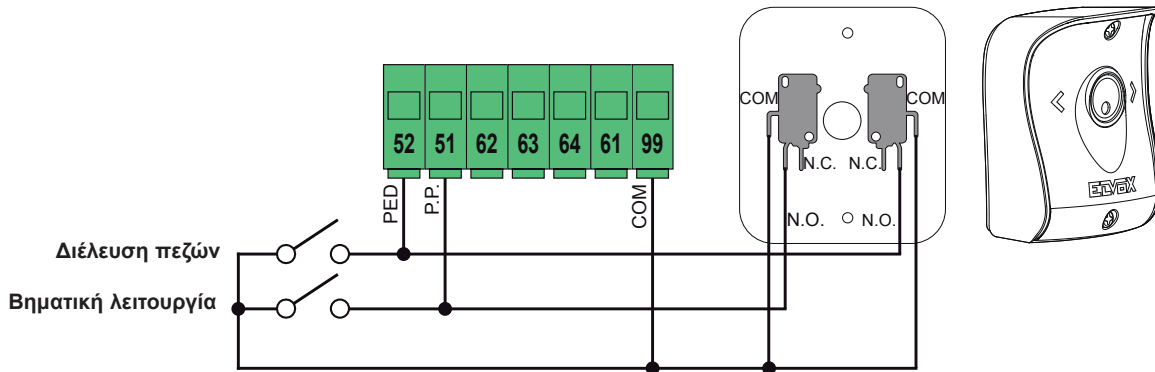 COM COM
52 51 62 63 64 61 99
N.C. N.C.
PED P.P. COM
N.O. N.O.
ELVOX
Διέλευση πεζών
Βηματική λειτουργία